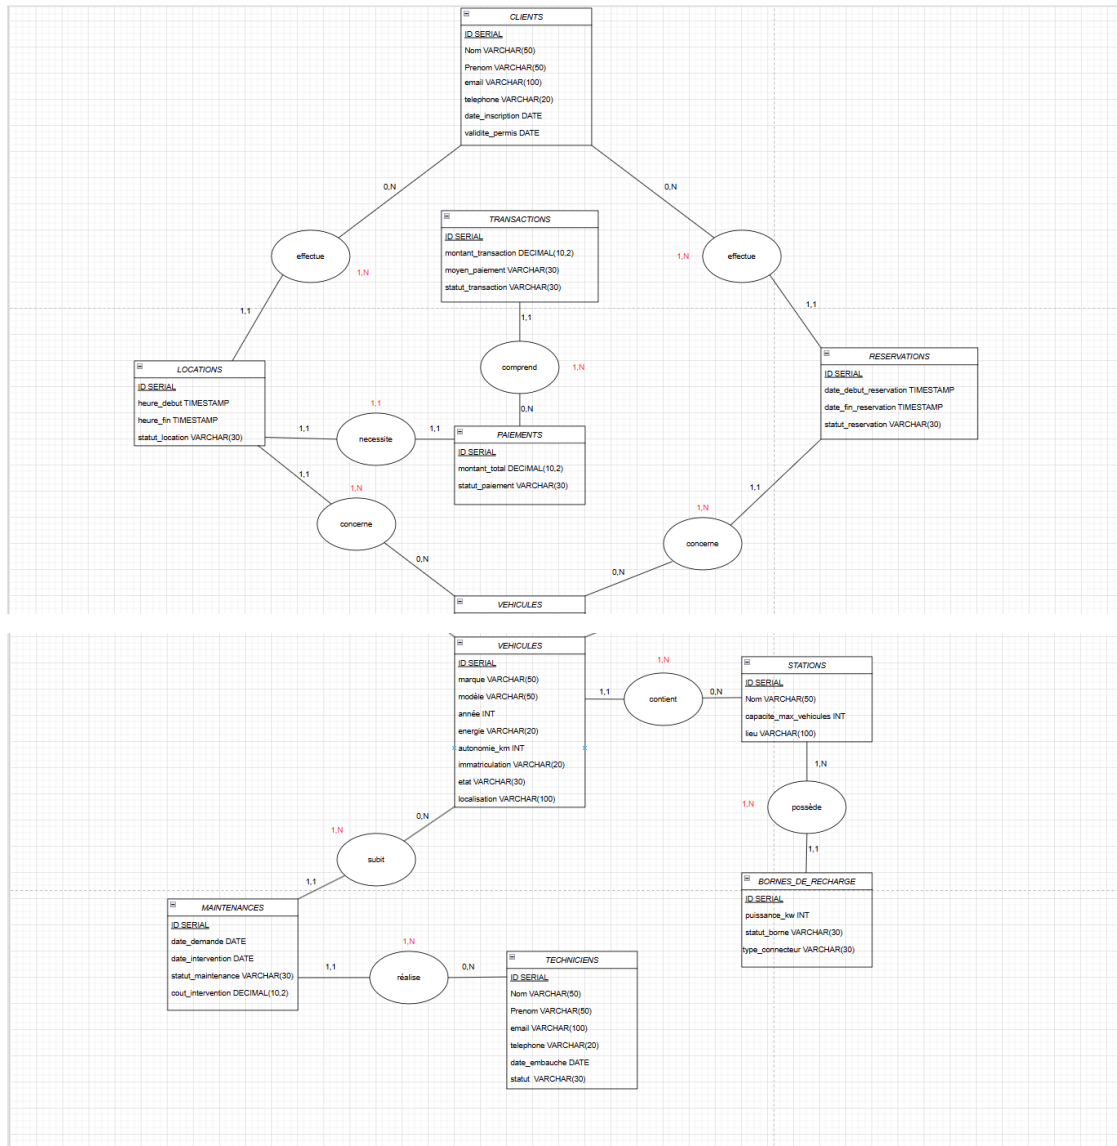 CLIENTS
ID SERIAL
Nom VARCHAR(50)
Prenom VARCHAR(50)
email VARCHAR(100)
telephone VARCHAR(20)
date_inscription DATE
validite_permis DATE
0,N
0,N
TRANSACTIONS
ID SERIAL
montant_transaction DECIMAL(10,2)
moyen_paiement VARCHAR(30)
statut_transaction VARCHAR(30)
effectue
1,N
1,N
effectue
1,1
1,1
1,1
comprend
1,N
0,N
LOCATIONS
ID SERIAL
heure_debut TIMESTAMP
heure_fin TIMESTAMP
statut_location VARCHAR(30)
RESERVATIONS
ID SERIAL
date_debut_reservation TIMESTAMP
date_fin_reservation TIMESTAMP
statut_reservation VARCHAR(30)
1,1
1,1
necessite
1,1
PAIEMENTS
ID SERIAL
montant_total DECIMAL(10,2)
statut_paiement VARCHAR(30)
1,1
1,N
concerne
0,N
1,1
1,N
concerne
0,N
VEHICULES
VEHICULES
ID SERIAL
marque VARCHAR(50)
modèle VARCHAR(50)
année INT
energie VARCHAR(20)
autonomie_km INT
immatriculation VARCHAR(20)
etat VARCHAR(30)
localisation VARCHAR(100)
1,N
1,1
contient
0,N
STATIONS
ID SERIAL
Nom VARCHAR(50)
capacite_max_vehicules INT
lieu VARCHAR(100)
1,N
1,N
possède
1,1
0,N
1,N
subit
1,1
BORNES_DE_RECHARGE
ID SERIAL
puissance_kw INT
statut_borne VARCHAR(30)
type_connecteur VARCHAR(30)
MAINTENANCES
ID SERIAL
date_demande DATE
date_intervention DATE
statut_maintenance VARCHAR(30)
cout_intervention DECIMAL(10,2)
1,N
1,1
réalise
0,N
TECHNICIENS
ID SERIAL
Nom VARCHAR(50)
Prenom VARCHAR(50)
email VARCHAR(100)
telephone VARCHAR(20)
date_embauche DATE
statut VARCHAR(30)